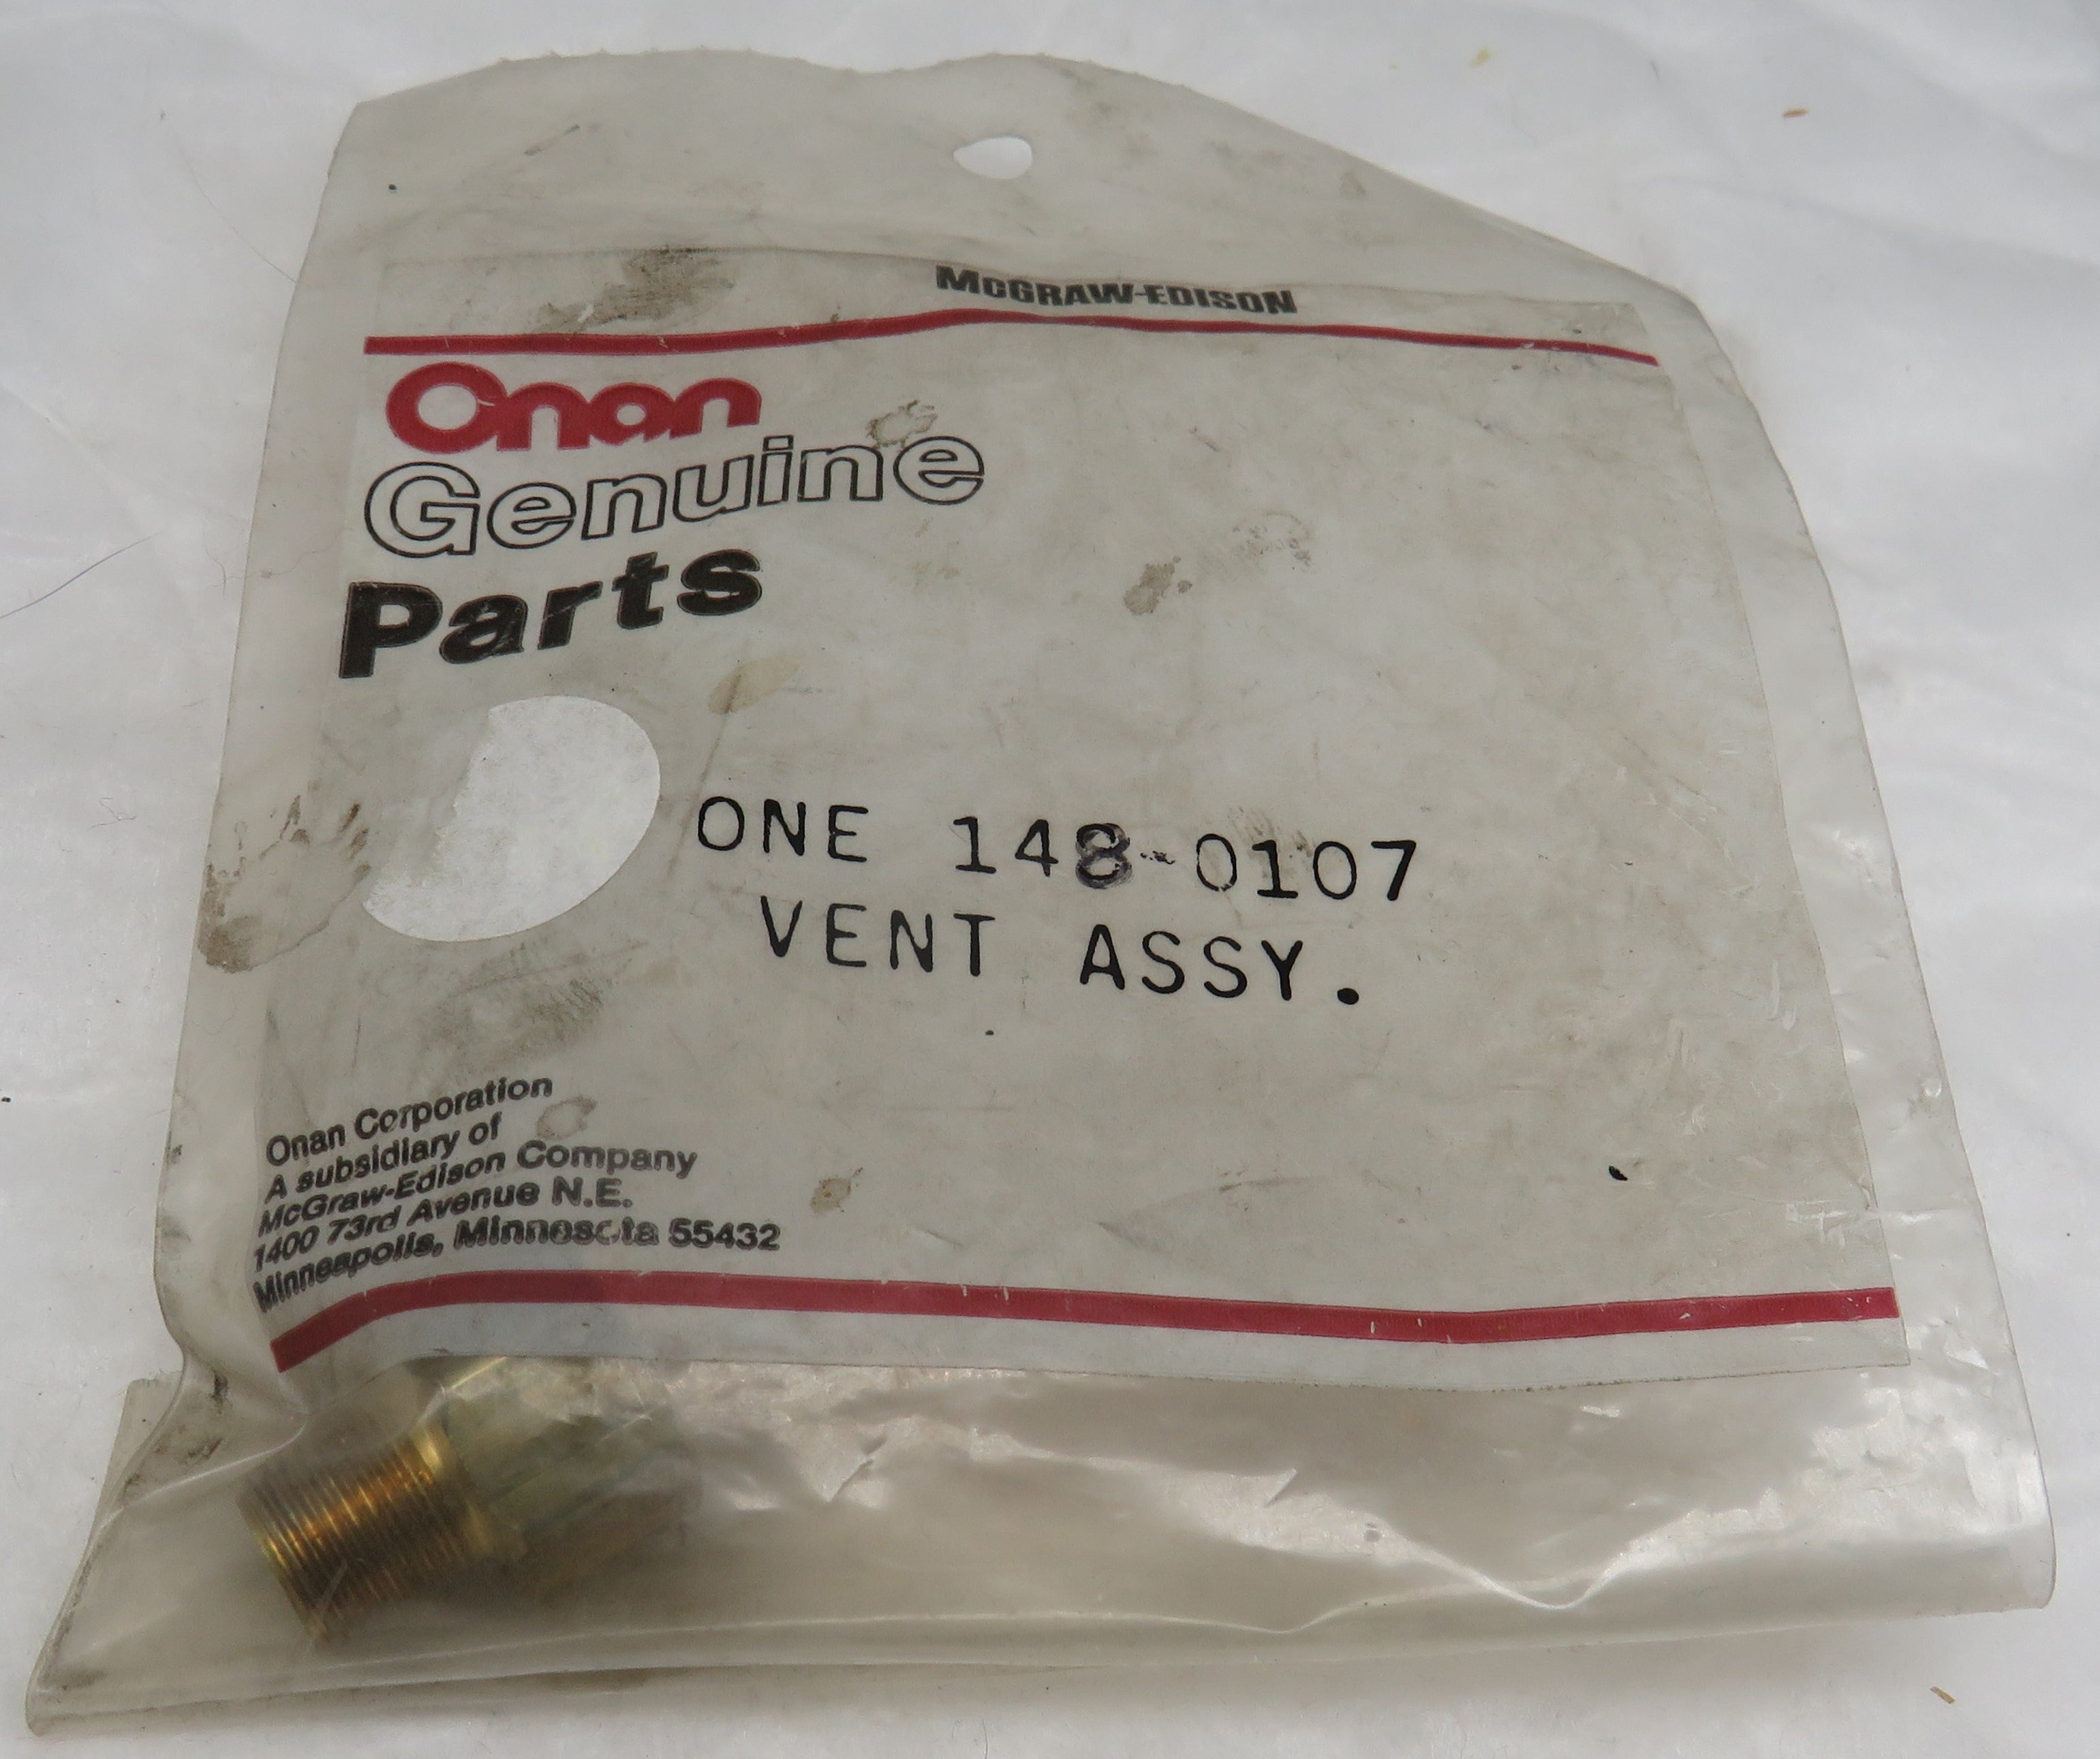 McGRAW-EDISON
Onan
Genuine
Parts
ONE 148-0107
VENT ASSY.
Onan Corporation
A subsidiary of
McGraw-Edison Company
1400 73rd Avenue N.E.
Minneapolis, Minnesota 55432